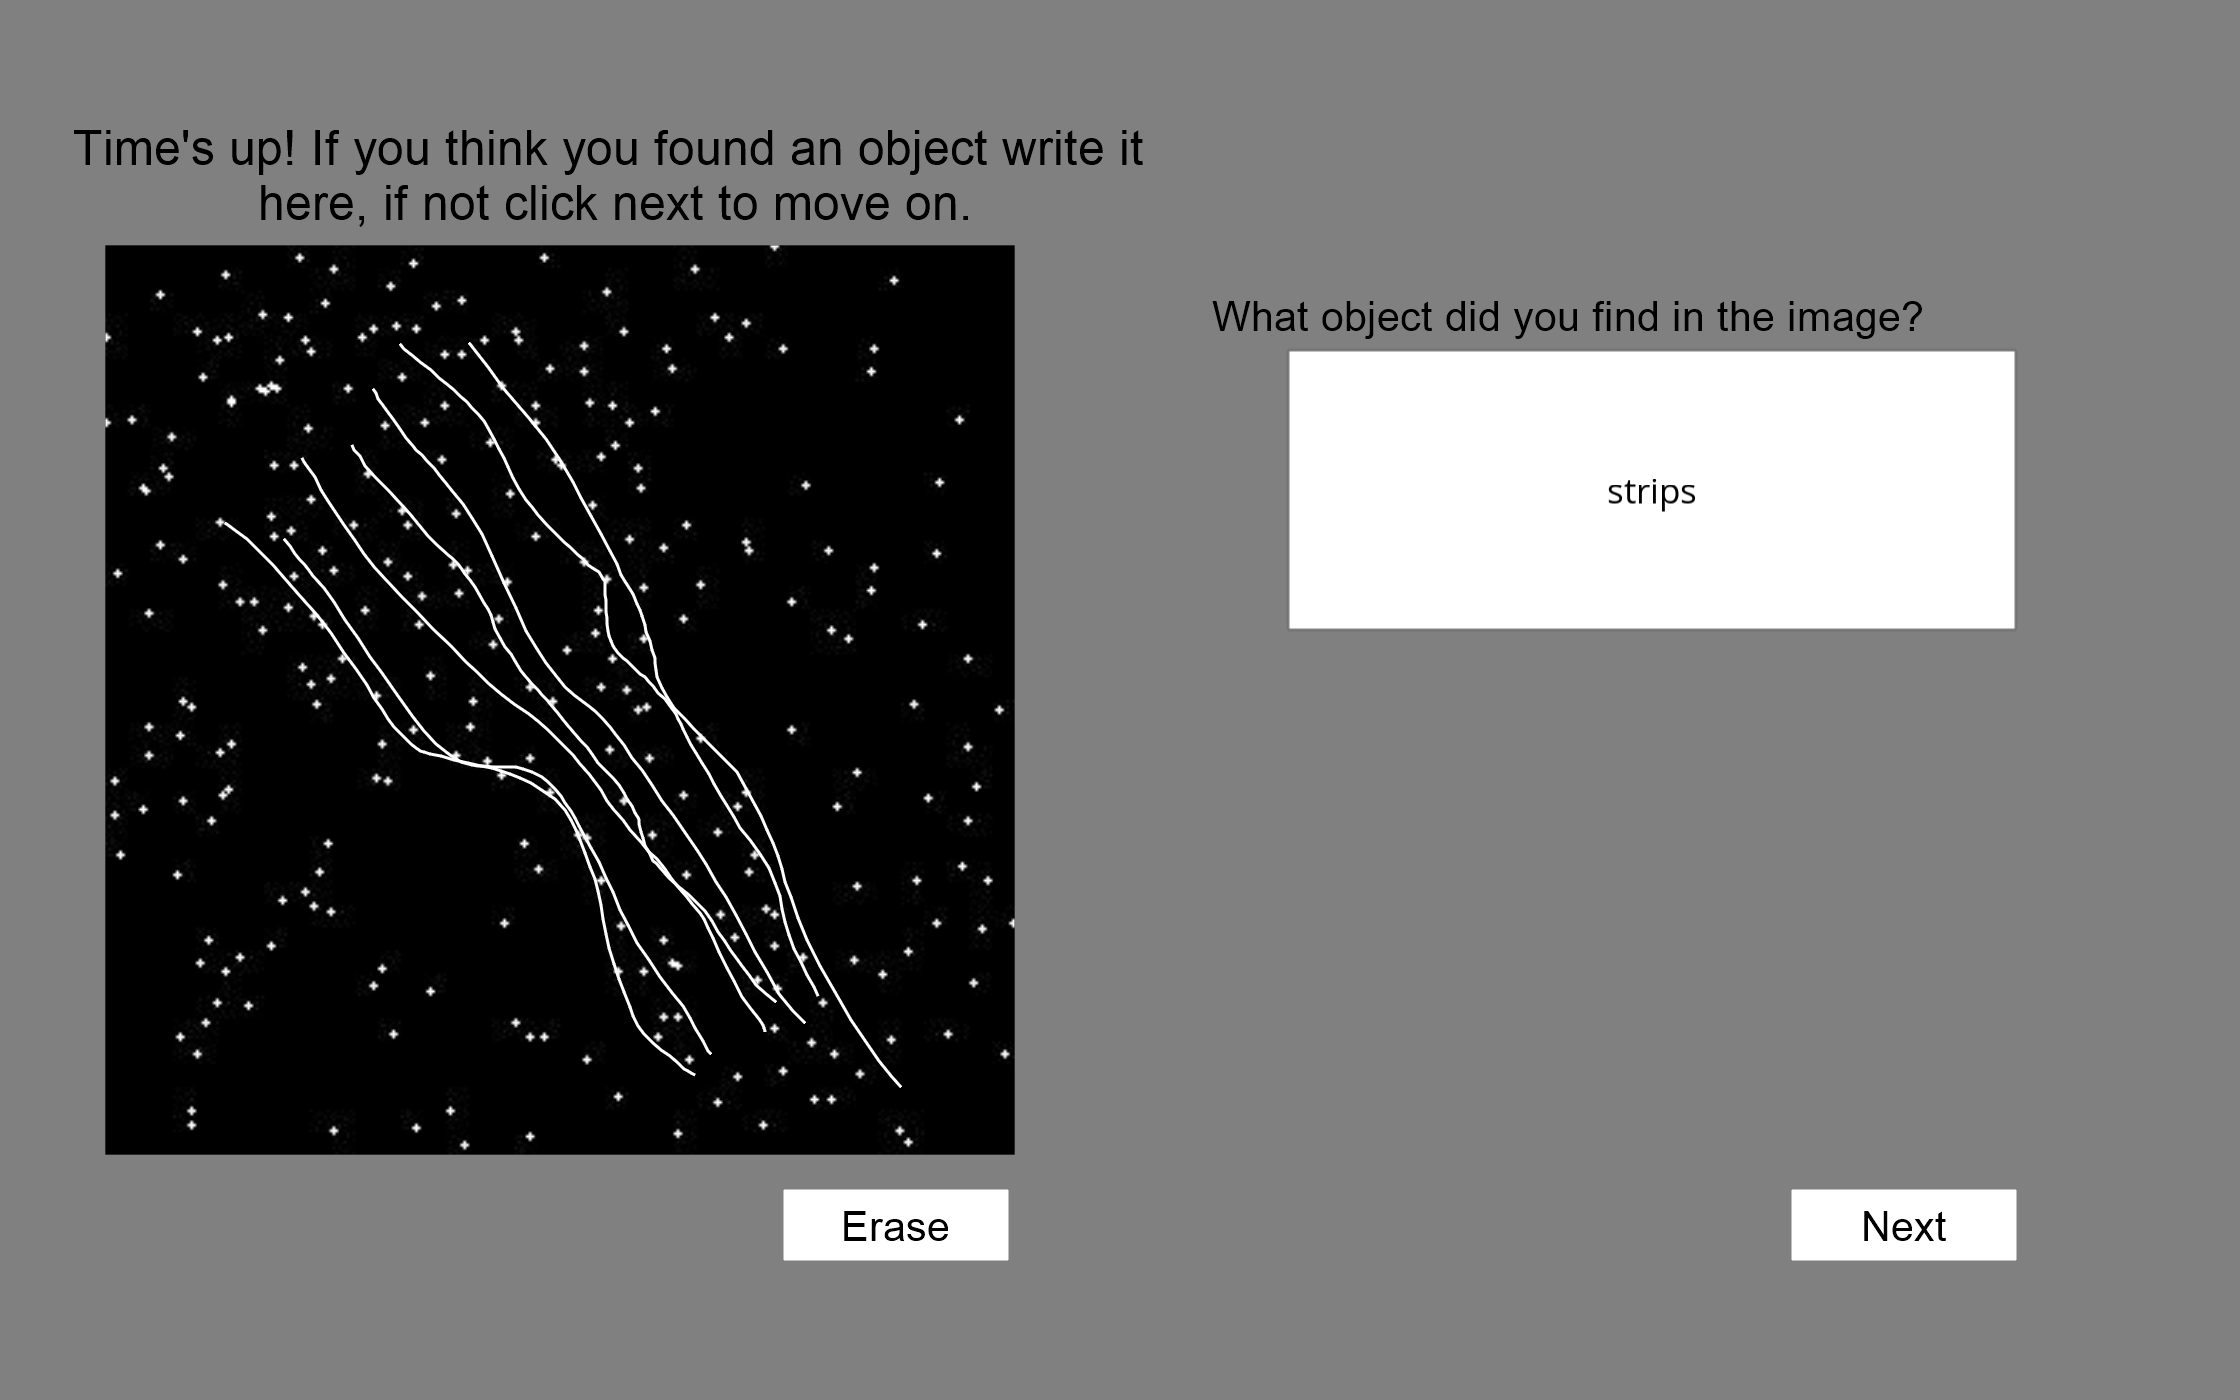 Time's up! If you think you found an object write it
here, if not click next to move on.
What object did you find in the image?
strips
Erase
Next